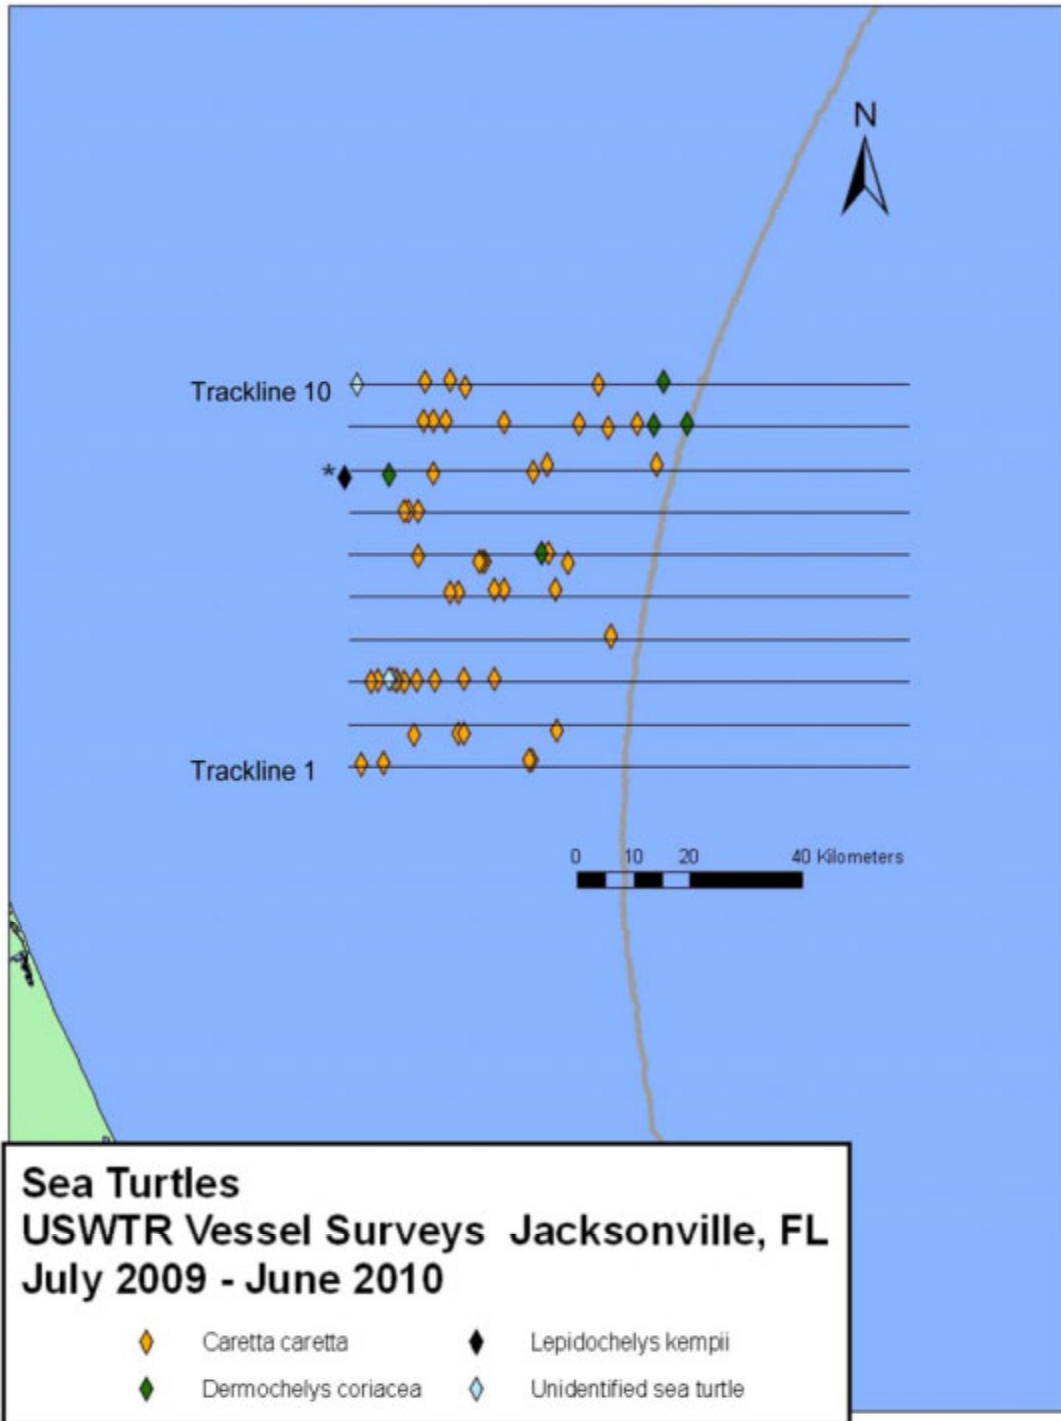 N
Trackline 10
*
Trackline 1
0 10 20 40 Kilometers
Sea Turtles
USWTR Vessel Surveys Jacksonville, FL
July 2009 - June 2010
Caretta caretta
Lepidochelys kempii
Dermochelys coriacea
Unidentified sea turtle